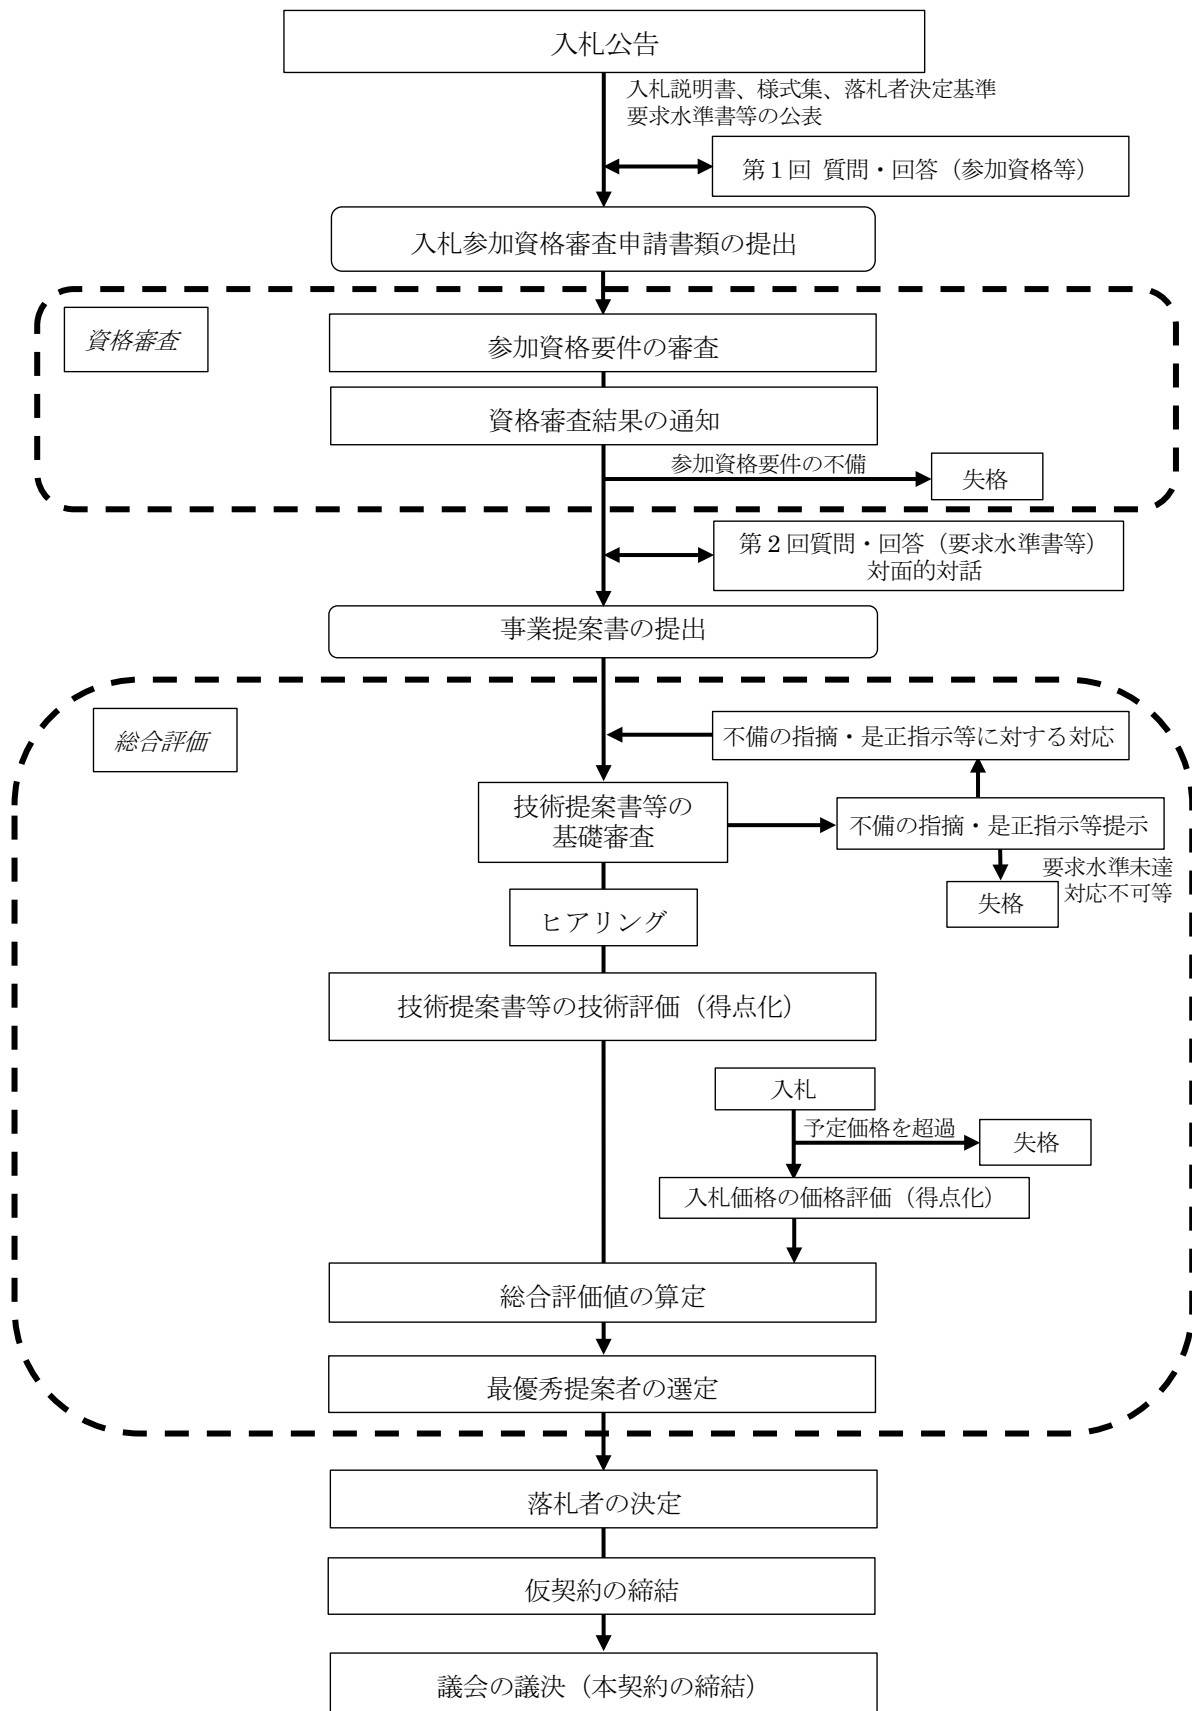 入札公告
入札説明書、様式集、落札者決定基準
要求水準書等の公表
第１回 質問・回答（参加資格等）
入札参加資格審査申請書類の提出
資格審査
参加資格要件の審査
資格審査結果の通知
参加資格要件の不備
失格
第２回質問・回答（要求水準書等）
対面的対話
事業提案書の提出
総合評価
不備の指摘・是正指示等に対する対応
技術提案書等の
基礎審査
不備の指摘・是正指示等提示
要求水準未達
対応不可等
失格
ヒアリング
技術提案書等の技術評価（得点化）
入札
予定価格を超過
失格
入札価格の価格評価（得点化）
総合評価値の算定
最優秀提案者の選定
落札者の決定
仮契約の締結
議会の議決（本契約の締結）